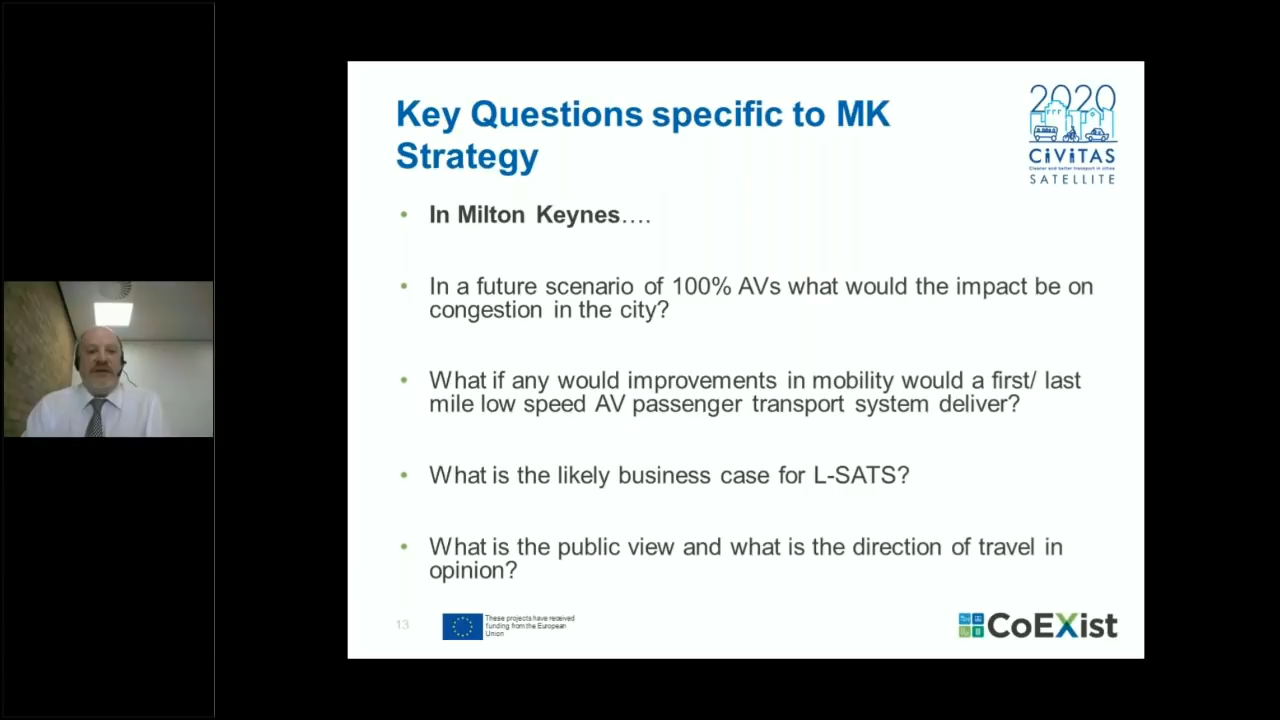 Key Questions specific to MK
Strategy
2020
CiViTAS
Cleaner and better transport in cities
SATELLITE
• In Milton Keynes….
• In a future scenario of 100% AVs what would the impact be on
congestion in the city?
• What if any would improvements in mobility would a first/ last
mile low speed AV passenger transport system deliver?
• What is the likely business case for L-SATS?
• What is the public view and what is the direction of travel in
opinion?
13
These projects have received
funding from the European
Union
CoEXist